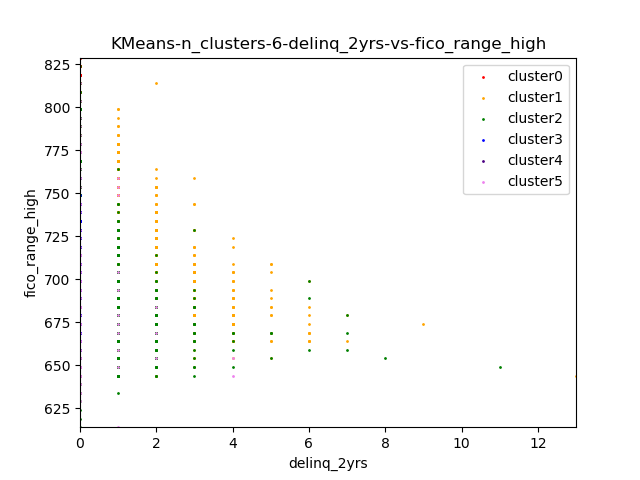 KMeans-n_clusters-6-delinq_2yrs-vs-fico_range_high
825
800
775
750
725
700
675
650
625
fico_range_high
cluster0
cluster1
cluster2
cluster3
cluster4
cluster5
0 2 4 6 8 10 12
delinq_2yrs